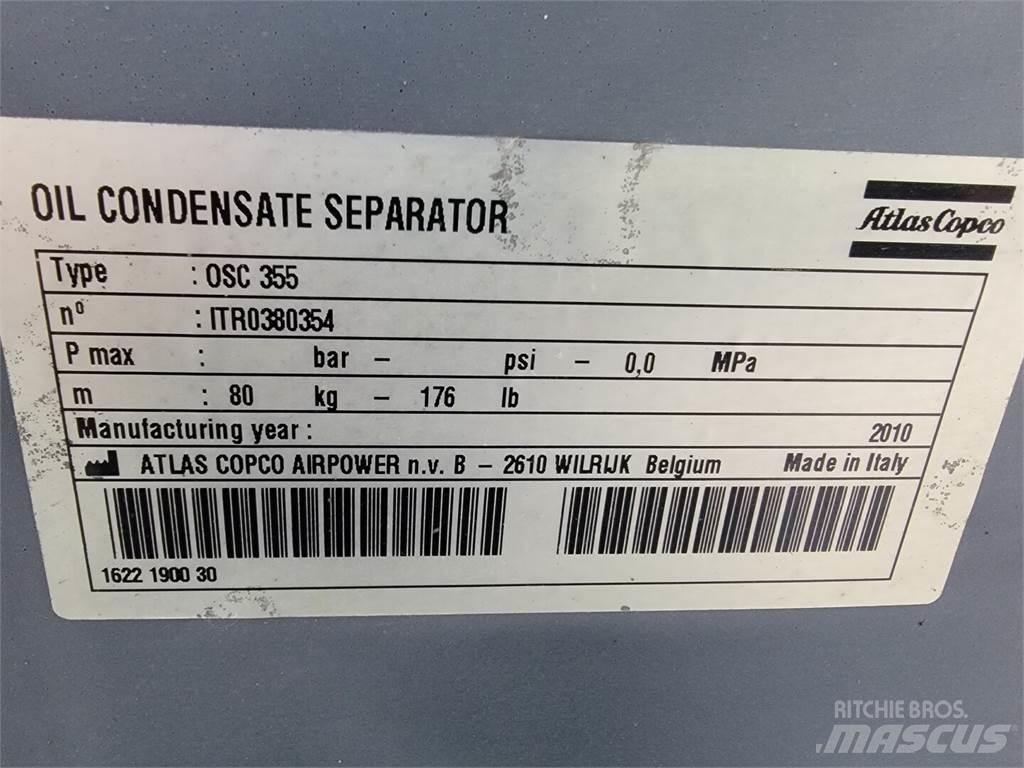 OIL CONDENSATE SEPARATOR
Atlas Copco
Type : OSC 355
nº : ITR0380354
P max : bar – psi – 0,0 MPa
m : 80 kg – 176 lb
Manufacturing year : 2010
ATLAS COPCO AIRPOWER n.v. B – 2610 WILRIJK Belgium Made in Italy
1622 1900 30
RITCHIE BROS.
MASCUS